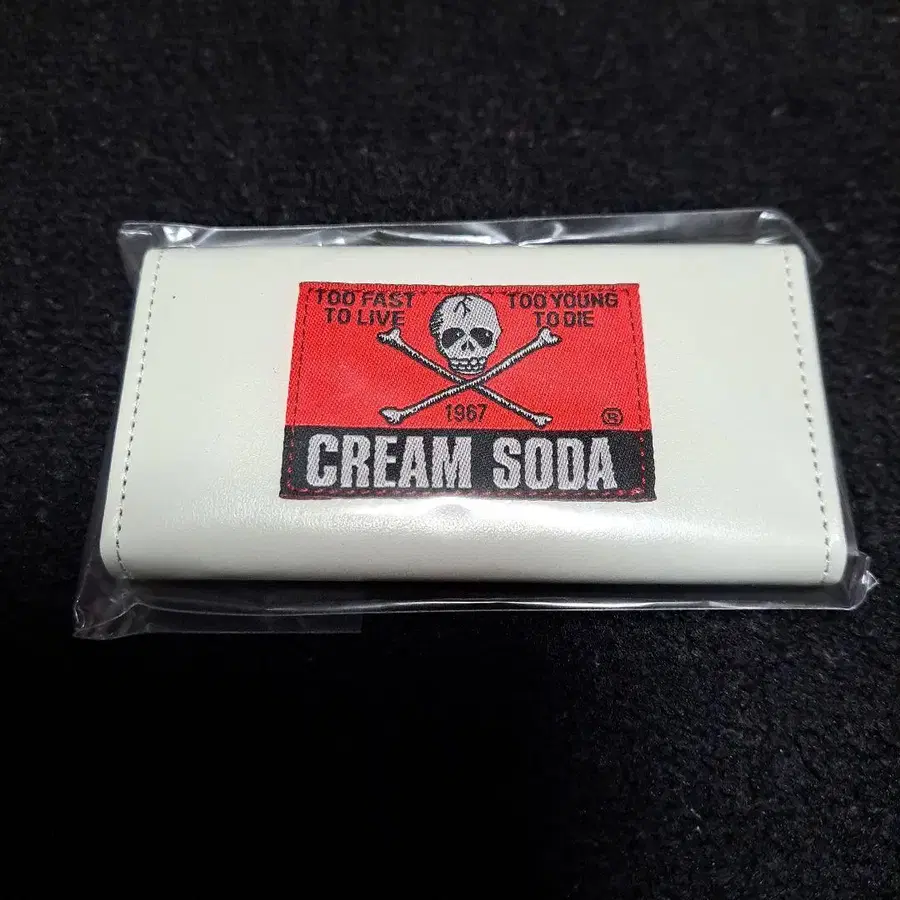 TOO FAST TOO YOUNG
TO LIVE TO DIE
1967
®
CREAM SODA